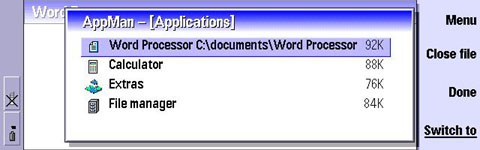 Word
AppMan – [Applications]
Word Processor C:\documents\Word Processor 92K
Calculator 88K
Extras 76K
File manager 84K
Menu
Close file
Done
Switch to